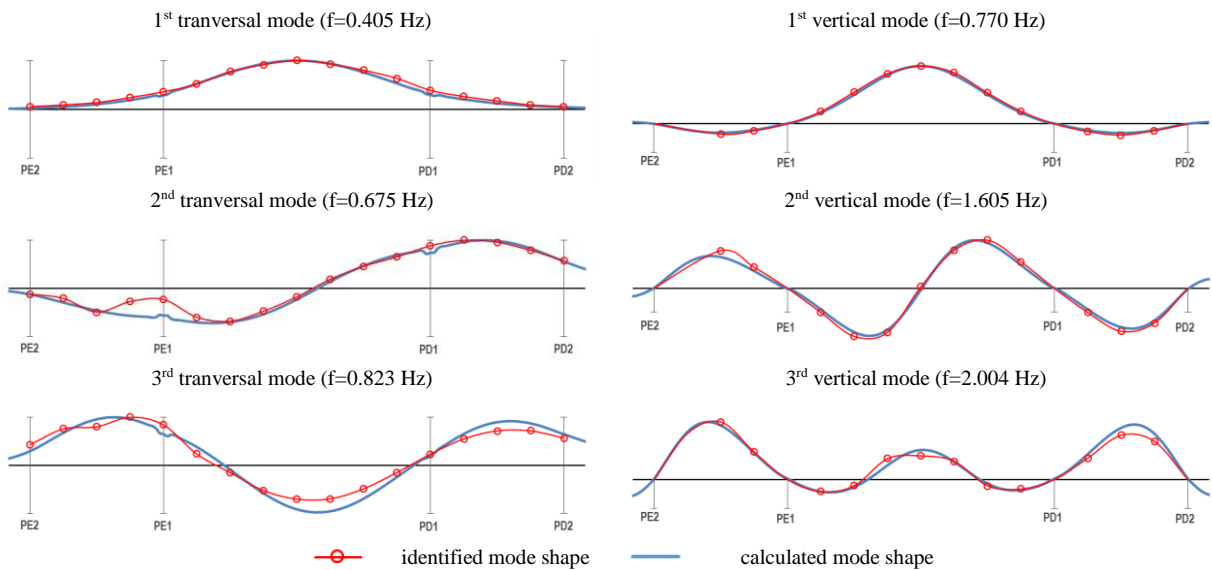 1st tranversal mode (f=0.405 Hz)
1st vertical mode (f=0.770 Hz)
PE2 PE1 PD1 PD2
PE2 PE1 PD1 PD2
2nd tranversal mode (f=0.675 Hz)
2nd vertical mode (f=1.605 Hz)
PE2 PE1 PD1 PD2
PE2 PE1 PD1 PD2
3rd tranversal mode (f=0.823 Hz)
3rd vertical mode (f=2.004 Hz)
PE2 PE1 PD1 PD2
PE2 PE1 PD1 PD2
identified mode shape
calculated mode shape